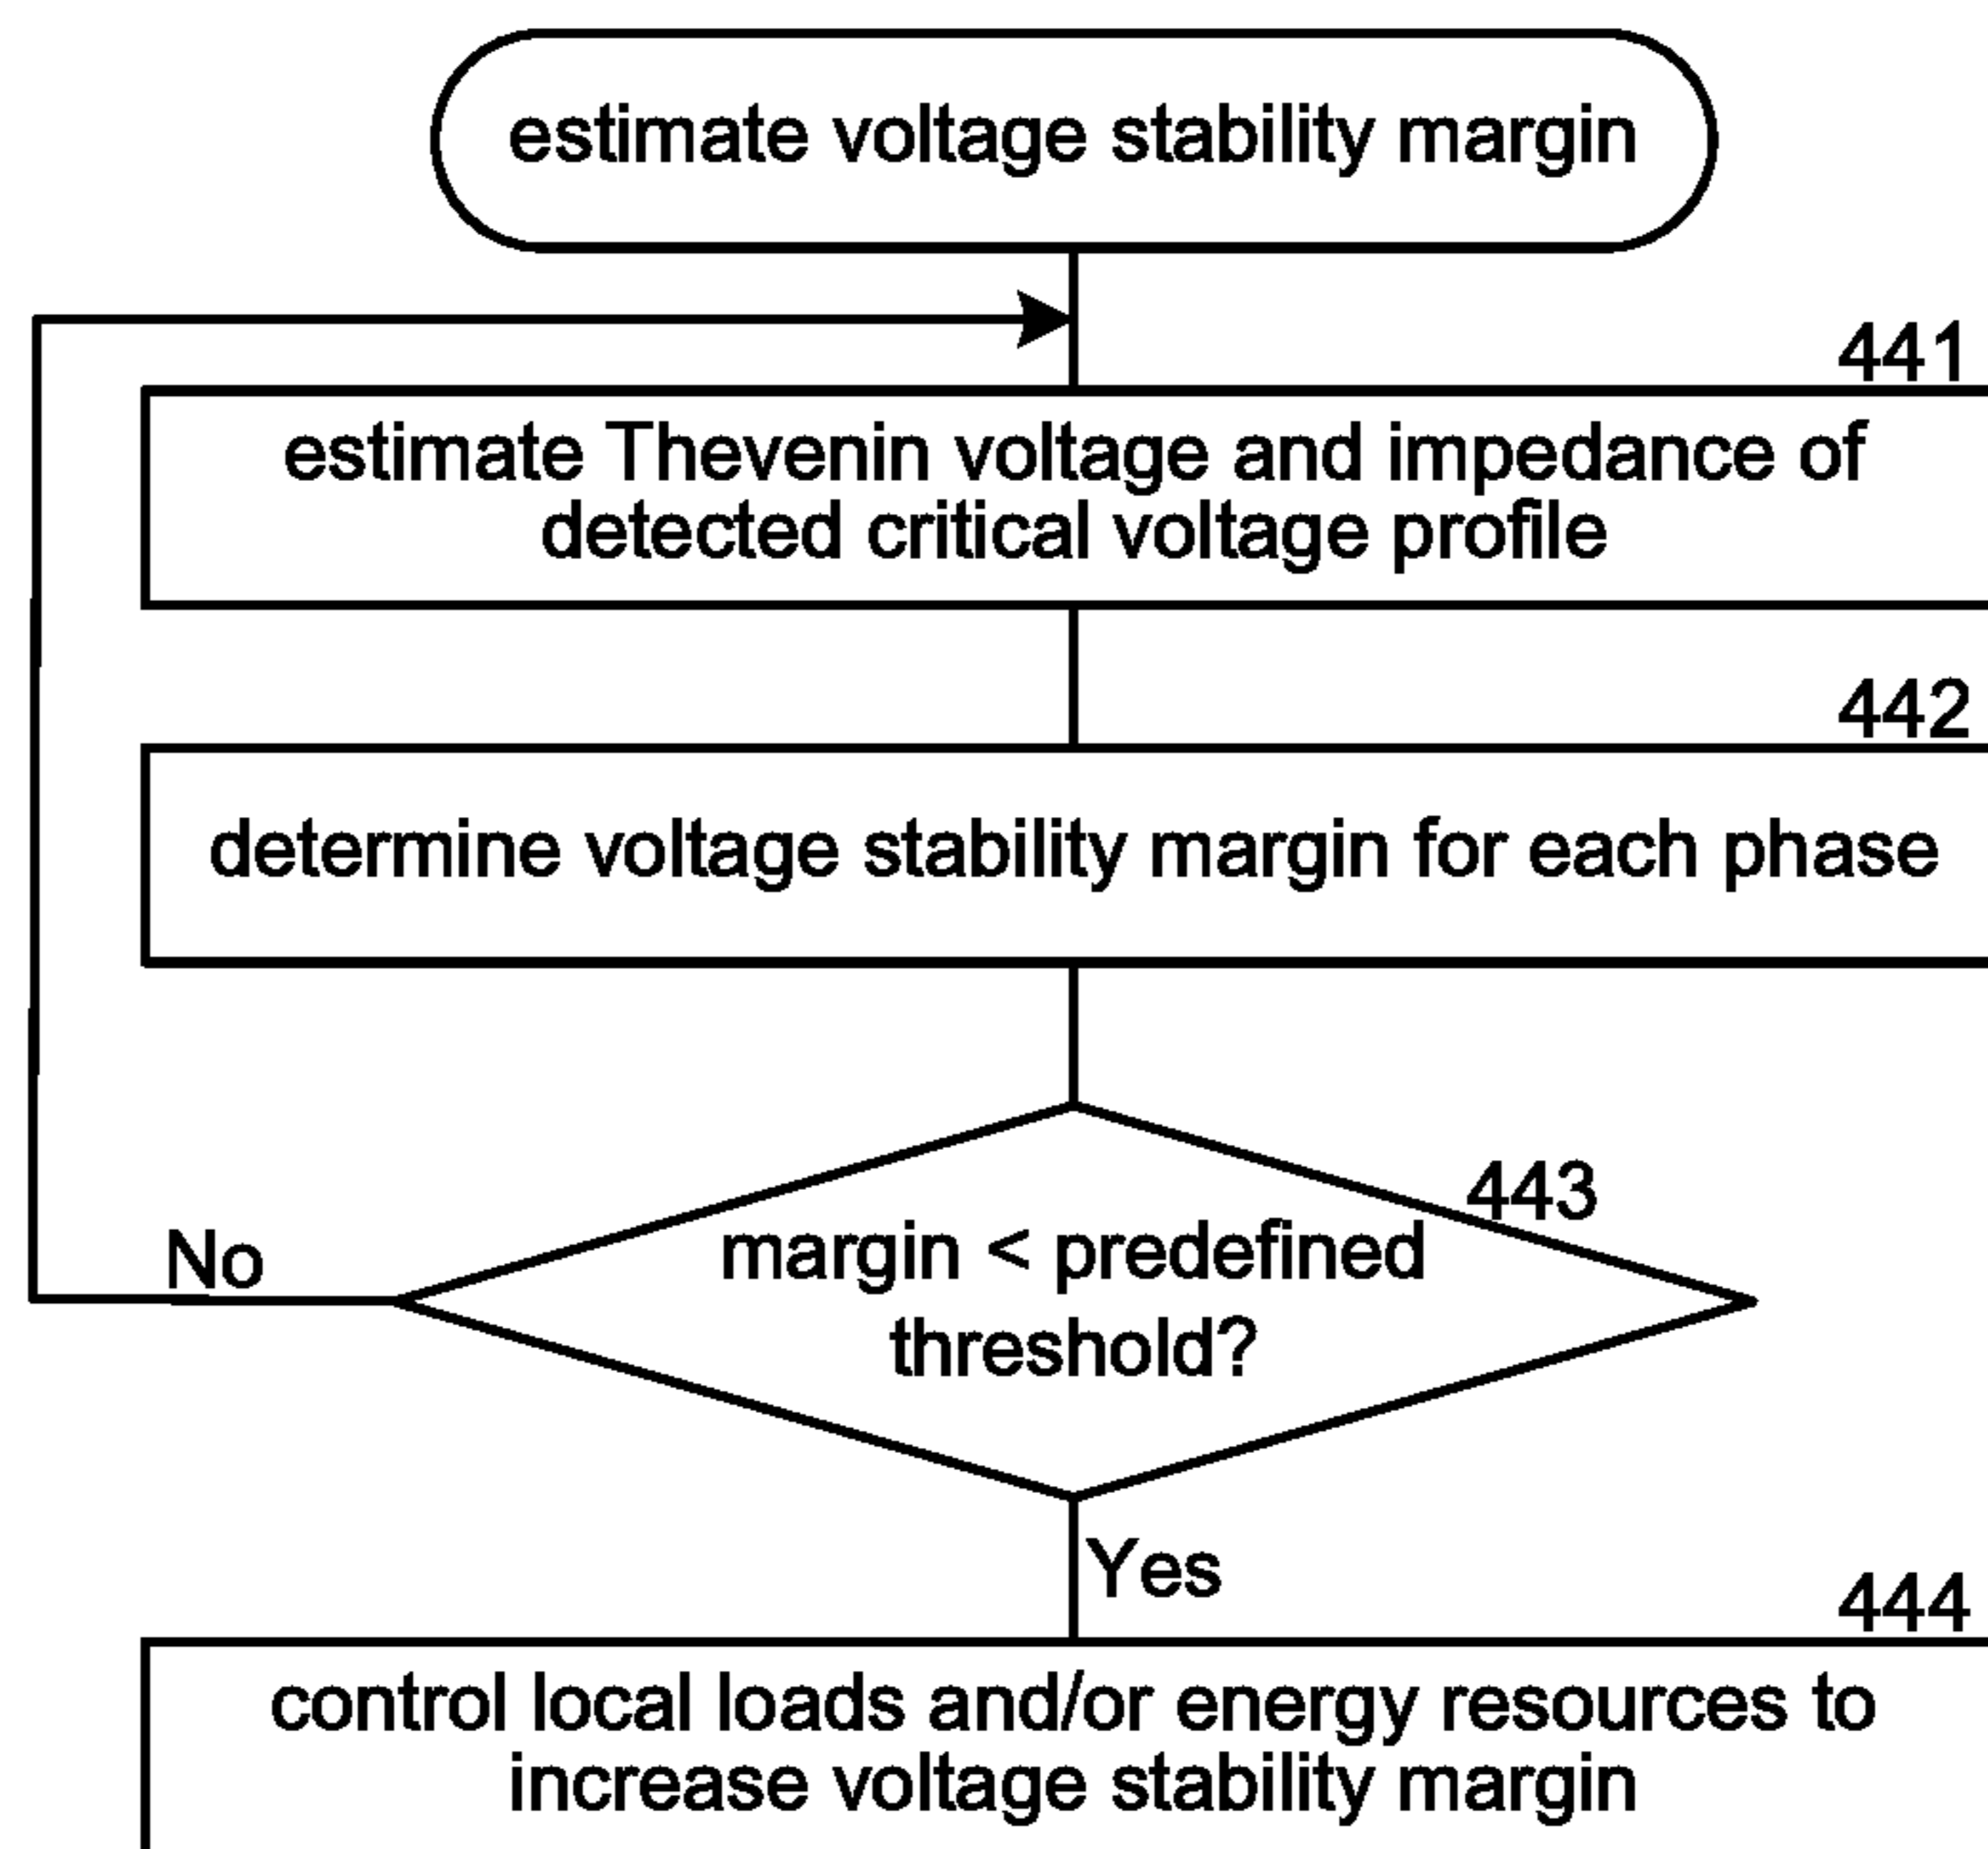 estimate voltage stability margin
441
estimate Thevenin voltage and impedance of
detected critical voltage profile
442
determine voltage stability margin for each phase
443
margin < predefined
threshold?
No
Yes
444
control local loads and/or energy resources to
increase voltage stability margin